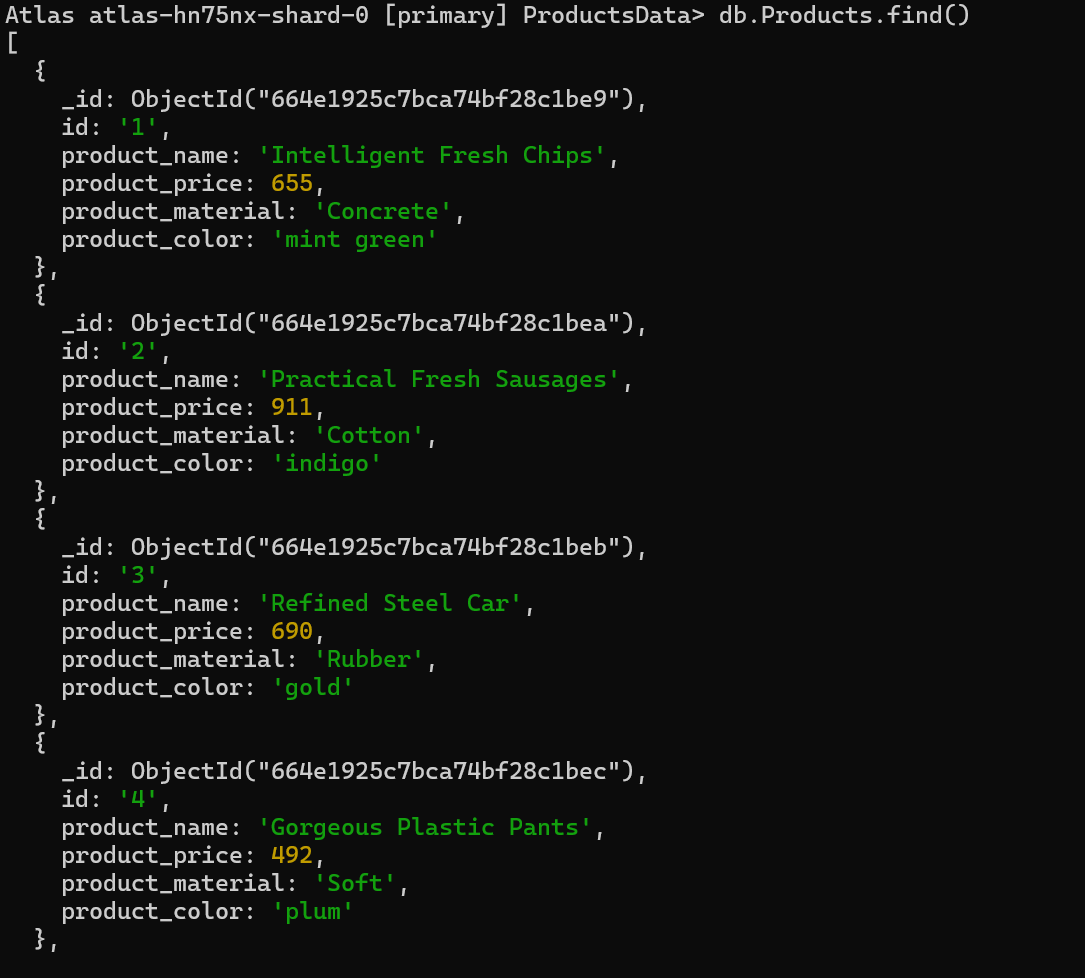 Atlas atlas-hn75nx-shard-0 [primary] ProductsData> db.Products.find()
[
  {
    _id: ObjectId("664e1925c7bca74bf28c1be9"),
    id: '1',
    product_name: 'Intelligent Fresh Chips',
    product_price: 655,
    product_material: 'Concrete',
    product_color: 'mint green'
  },
  {
    _id: ObjectId("664e1925c7bca74bf28c1bea"),
    id: '2',
    product_name: 'Practical Fresh Sausages',
    product_price: 911,
    product_material: 'Cotton',
    product_color: 'indigo'
  },
  {
    _id: ObjectId("664e1925c7bca74bf28c1beb"),
    id: '3',
    product_name: 'Refined Steel Car',
    product_price: 690,
    product_material: 'Rubber',
    product_color: 'gold'
  },
  {
    _id: ObjectId("664e1925c7bca74bf28c1bec"),
    id: '4',
    product_name: 'Gorgeous Plastic Pants',
    product_price: 492,
    product_material: 'Soft',
    product_color: 'plum'
  },